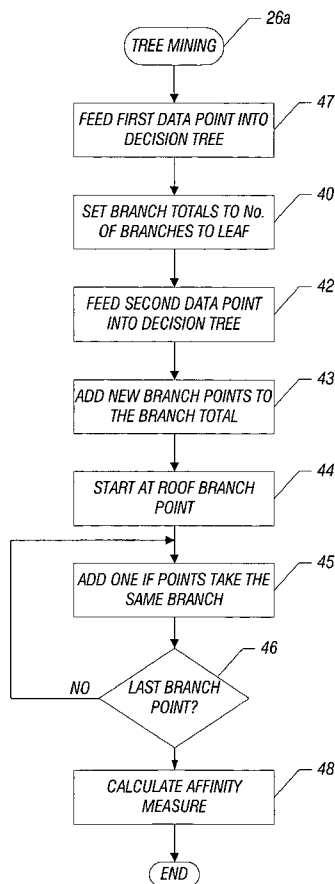 TREE MINING
26a
FEED FIRST DATA POINT INTO
DECISION TREE
47
SET BRANCH TOTALS TO No.
OF BRANCHES TO LEAF
40
FEED SECOND DATA POINT
INTO DECISION TREE
42
ADD NEW BRANCH POINTS TO
THE BRANCH TOTAL
43
START AT ROOF BRANCH
POINT
44
ADD ONE IF POINTS TAKE THE
SAME BRANCH
45
LAST BRANCH
POINT?
46
NO
CALCULATE AFFINITY
MEASURE
48
END